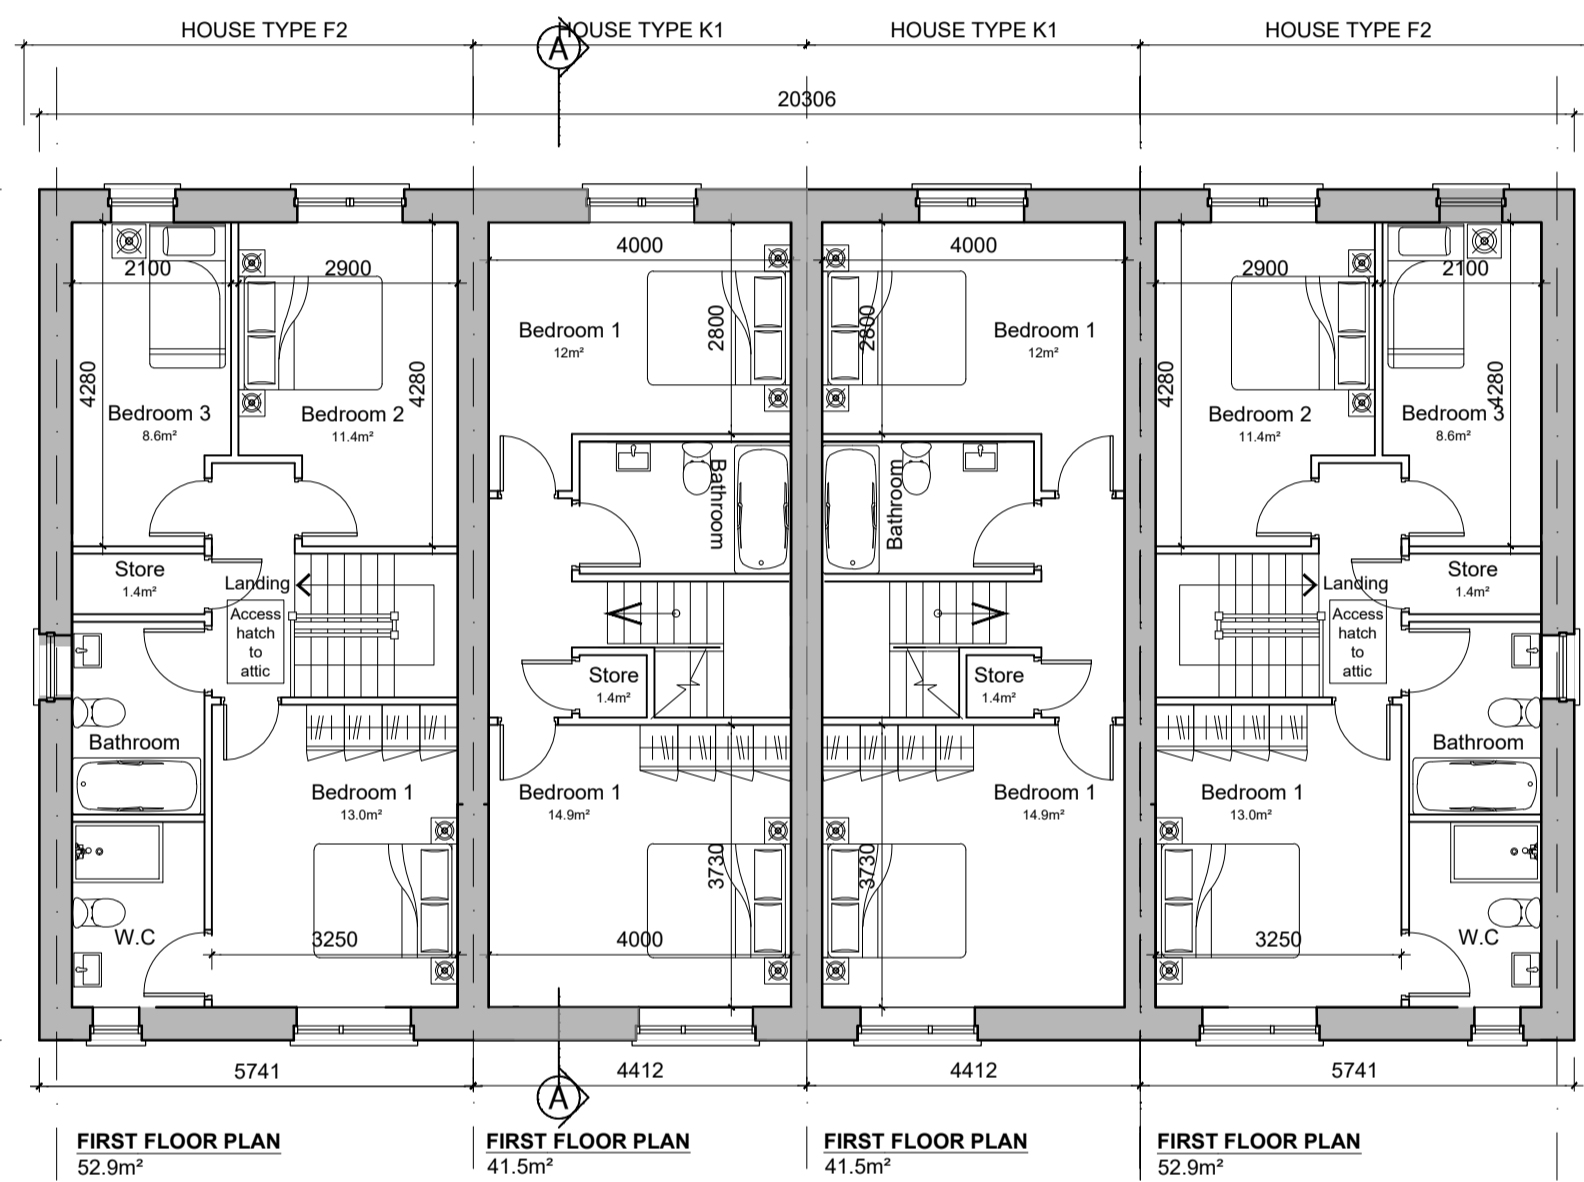 HOUSE TYPE F2
HOUSE TYPE K1
HOUSE TYPE K1
HOUSE TYPE F2
A
20306
2100
2900
4000
4000
2900
2100
4280
4280
2800
2800
4280
4280
Bedroom 3
8.6m²
Bedroom 2
11.4m²
Bedroom 1
12m²
Bedroom 1
12m²
Bedroom 2
11.4m²
Bedroom 3
8.6m²
Bathroom
Bathroom
Store
1.4m²
Landing
Access
hatch
to
attic
Store
1.4m²
Store
1.4m²
Landing
Access
hatch
to
attic
Store
1.4m²
Bathroom
Bathroom
Bedroom 1
13.0m²
Bedroom 1
14.9m²
Bedroom 1
14.9m²
Bedroom 1
13.0m²
3730
3730
W.C
3250
4000
3250
W.C
5741
4412
4412
5741
A
FIRST FLOOR PLAN
52.9m²
FIRST FLOOR PLAN
41.5m²
FIRST FLOOR PLAN
41.5m²
FIRST FLOOR PLAN
52.9m²